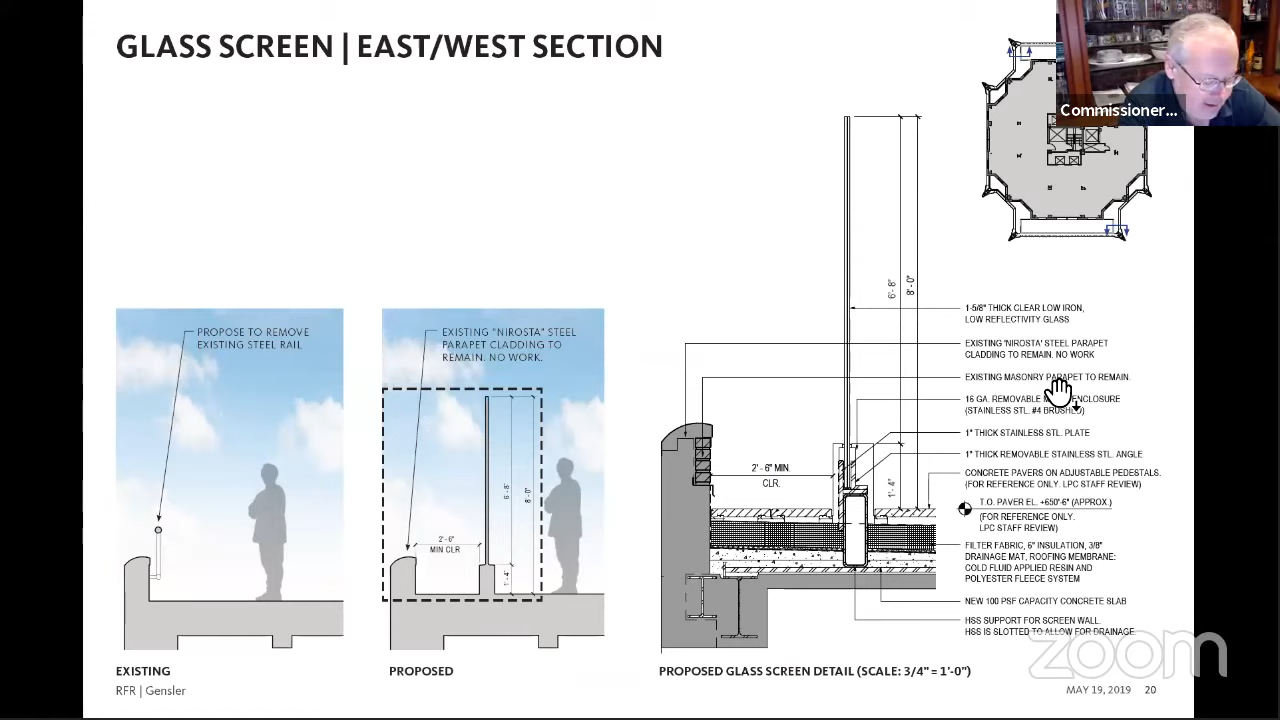 GLASS SCREEN | EAST/WEST SECTION
Commissioner...
PROPOSE TO REMOVE
EXISTING STEEL RAIL
EXISTING "NIROSTA" STEEL
PARAPET CLADDING TO
REMAIN. NO WORK.
6'- 8"
8'- 0"
2'- 6"
MIN CLR
1'- 4"
6'- 8"
8'- 0"
2' - 6" MIN.
CLR.
1'- 4"
1-5/8" THICK CLEAR LOW IRON,
LOW REFLECTIVITY GLASS
EXISTING 'NIROSTA' STEEL PARAPET
CLADDING TO REMAIN. NO WORK
EXISTING MASONRY PARAPET TO REMAIN.
16 GA. REMOVABLE ENCLOSURE
(STAINLESS STL. #4 BRUSHED)
1" THICK STAINLESS STL. PLATE
1" THICK REMOVABLE STAINLESS STL. ANGLE
CONCRETE PAVERS ON ADJUSTABLE PEDESTALS.
(FOR REFERENCE ONLY. LPC STAFF REVIEW)
T.O. PAVER EL. +650'-6" (APPROX.)
(FOR REFERENCE ONLY.
LPC STAFF REVIEW)
FILTER FABRIC, 6" INSULATION, 3/8"
DRAINAGE MAT, ROOFING MEMBRANE:
COLD FLUID APPLIED RESIN AND
POLYESTER FLEECE SYSTEM
NEW 100 PSF CAPACITY CONCRETE SLAB
HSS SUPPORT FOR SCREEN WALL.
HSS IS SLOTTED TO ALLOW FOR DRAINAGE.
EXISTING
PROPOSED
PROPOSED GLASS SCREEN DETAIL (SCALE: 3/4" = 1'-0")
RFR | Gensler
MAY 19, 2019 20
zoom